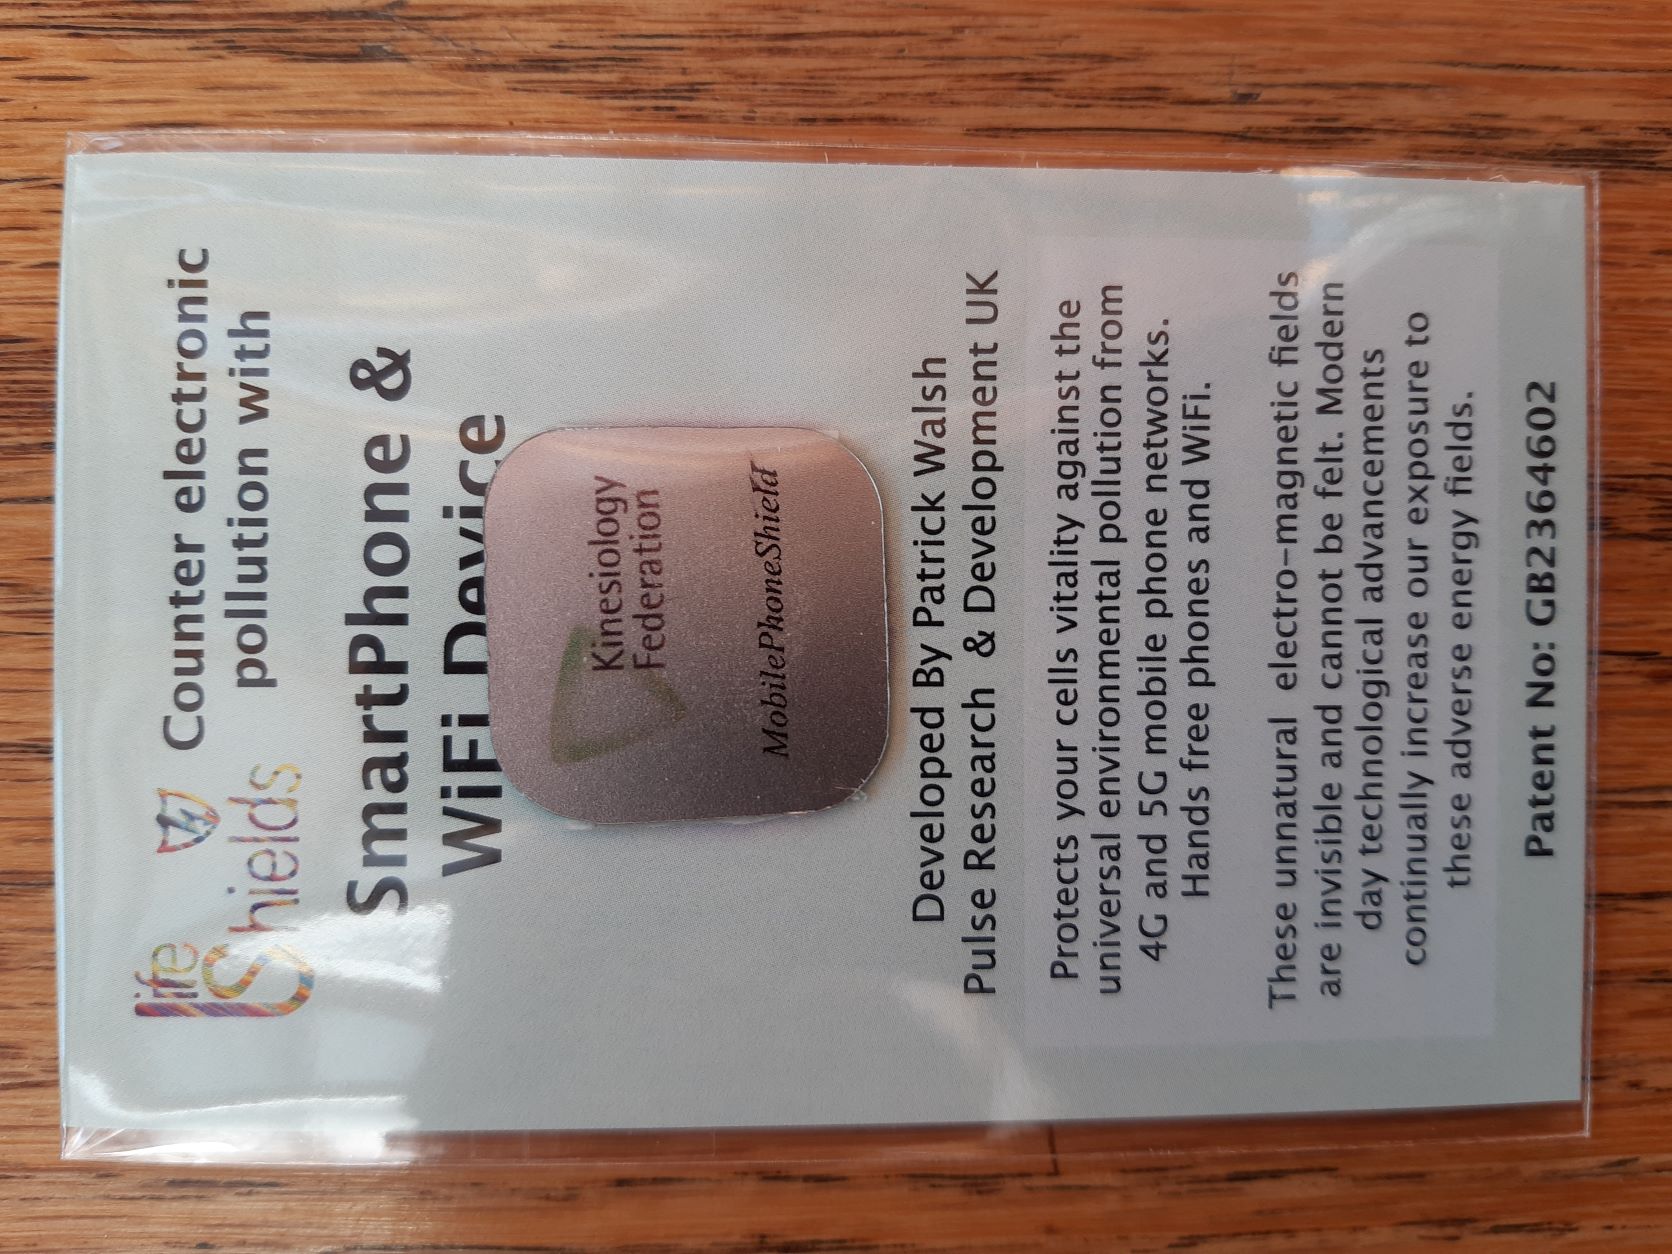 life Shields
Counter electronic
pollution with
SmartPhone &
WiFi Device
Kinesiology
Federation
MobilePhoneShield
Developed By Patrick Walsh
Pulse Research & Development UK
Protects your cells vitality against the
universal environmental pollution from
4G and 5G mobile phone networks.
Hands free phones and WiFi.
These unnatural electro-magnetic fields
are invisible and cannot be felt. Modern
day technological advancements
continually increase our exposure to
these adverse energy fields.
Patent No: GB2364602